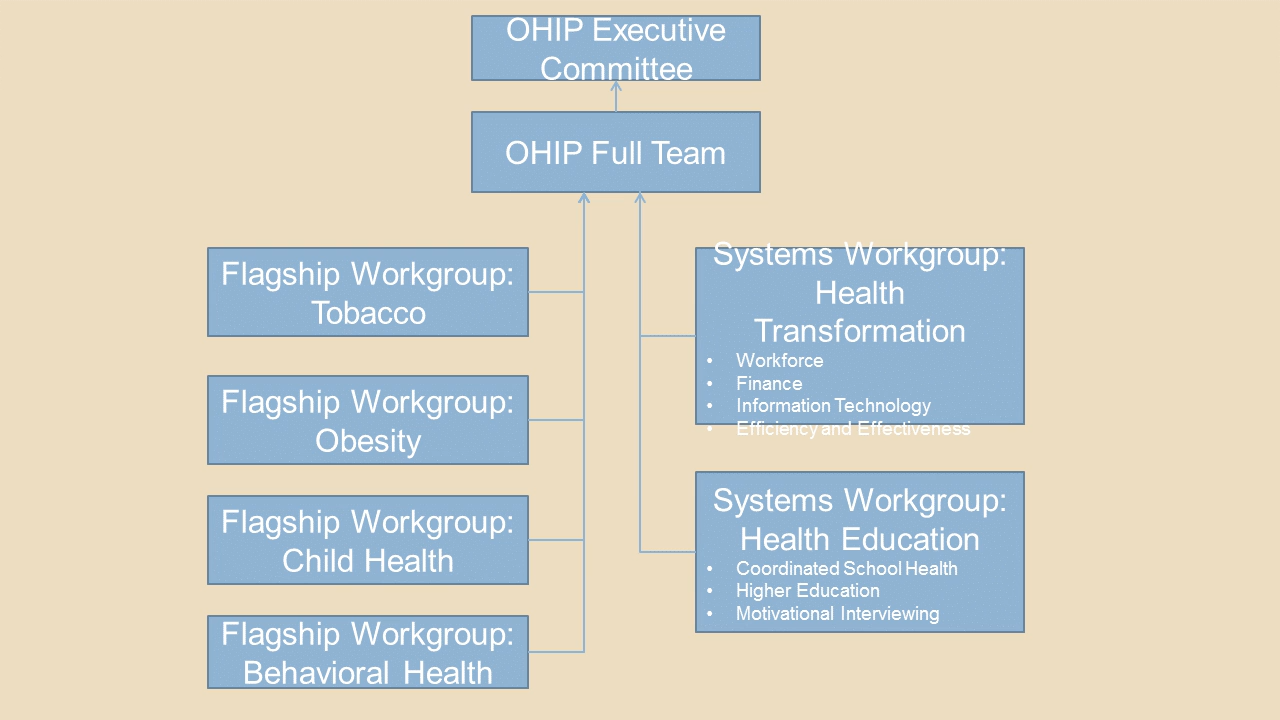 OHIP Executive
Committee
OHIP Full Team
Flagship Workgroup:
Tobacco
Flagship Workgroup:
Obesity
Flagship Workgroup:
Child Health
Flagship Workgroup:
Behavioral Health
Systems Workgroup:
Health
Transformation
• Workforce
• Finance
• Information Technology
• Efficiency and Effectiveness
Systems Workgroup:
Health Education
• Coordinated School Health
• Higher Education
• Motivational Interviewing